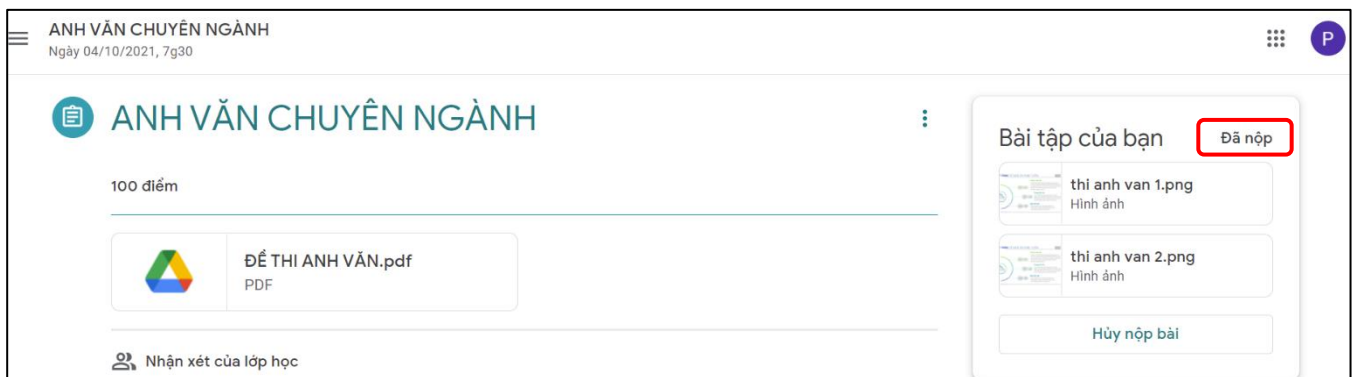 ANH VĂN CHUYÊN NGÀNH
Ngày 04/10/2021, 7g30
P
ANH VĂN CHUYÊN NGÀNH
100 điểm
ĐỀ THI ANH VĂN.pdf
PDF
Nhận xét của lớp học
Bài tập của bạn
Đã nộp
thi anh van 1.png
Hình ảnh
thi anh van 2.png
Hình ảnh
Hủy nộp bài